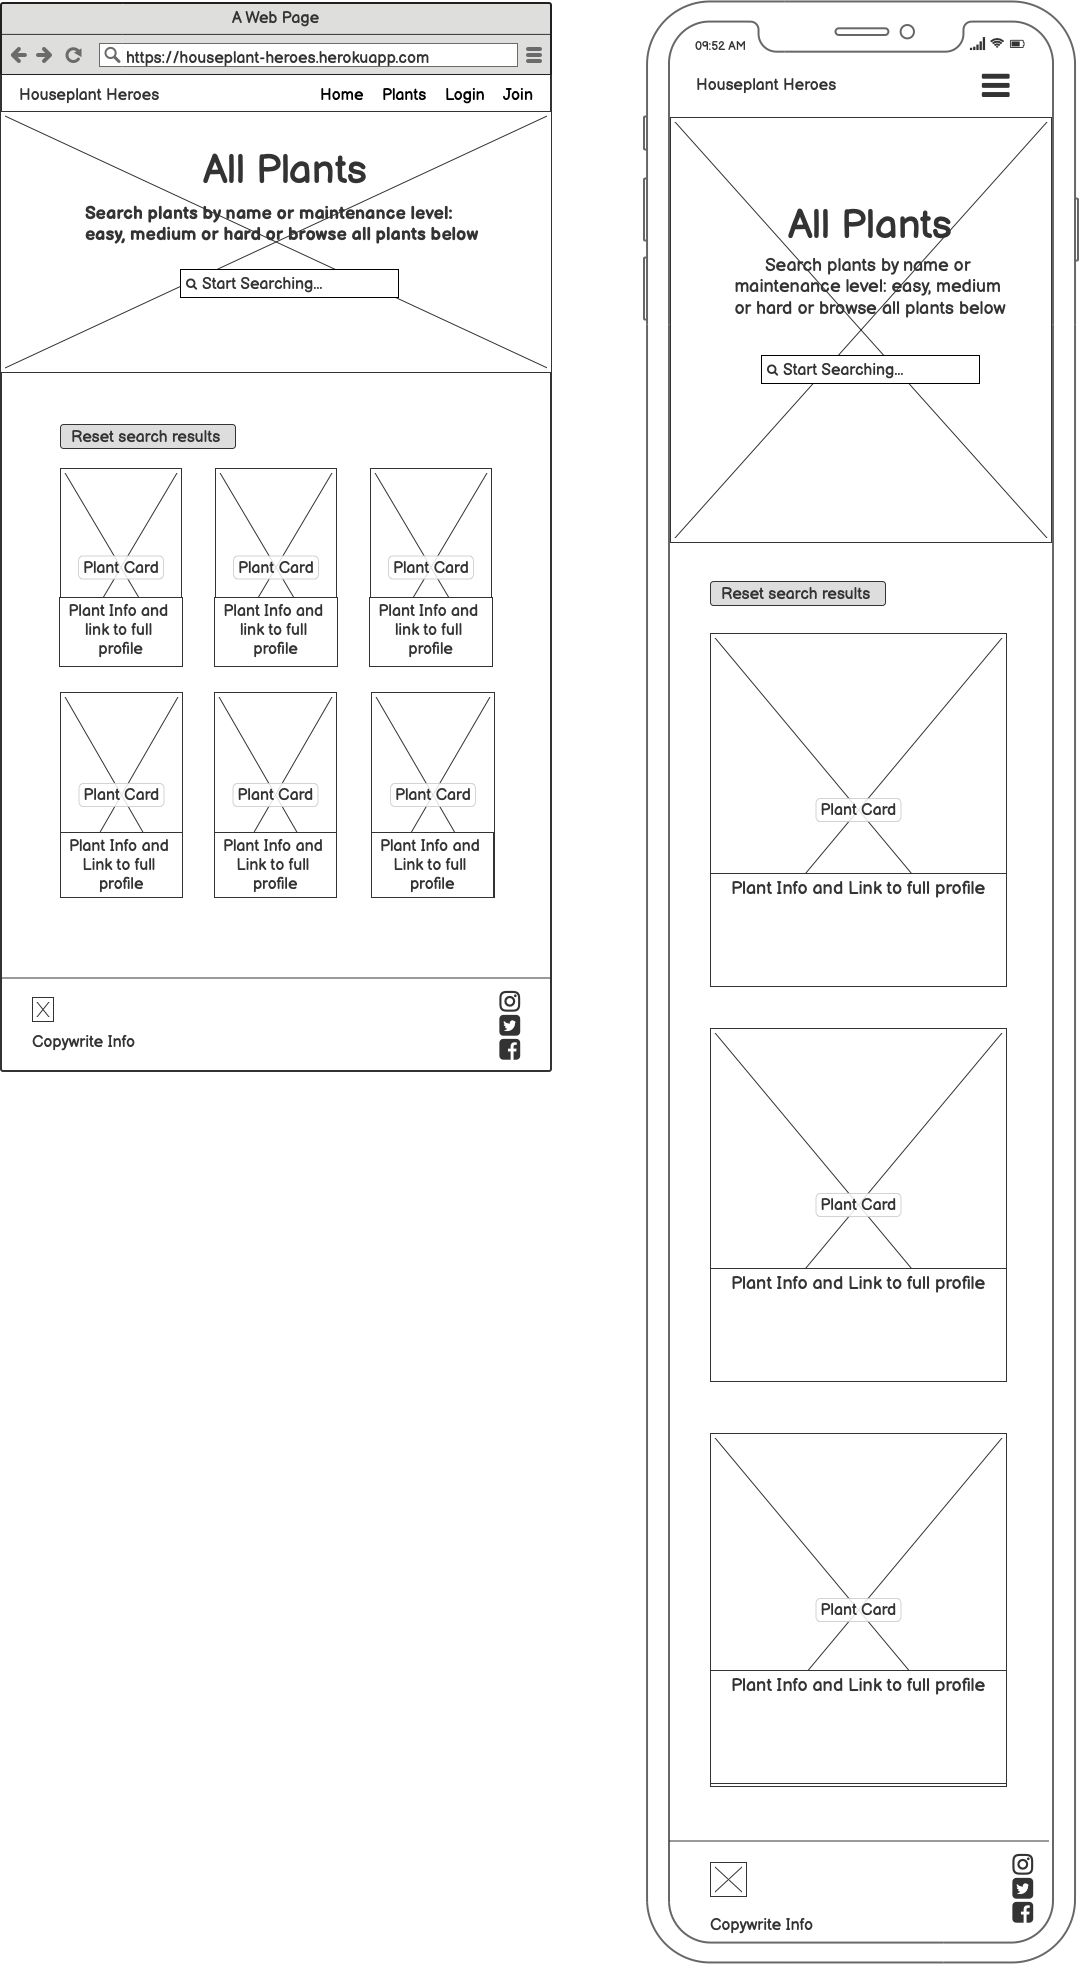 A Web Page
https://houseplant-heroes.herokuapp.com
Houseplant Heroes Home Plants Login Join
All Plants
Search plants by name or maintenance level:
easy, medium or hard or browse all plants below
Start Searching...
Reset search results
Plant Card
Plant Info and
link to full
profile
Plant Card
Plant Info and
link to full
profile
Plant Card
Plant Info and
link to full
profile
Plant Card
Plant Info and
Link to full
profile
Plant Card
Plant Info and
Link to full
profile
Plant Card
Plant Info and
Link to full
profile
Copywrite Info
09:52 AM
Houseplant Heroes
All Plants
Search plants by name or
maintenance level: easy, medium
or hard or browse all plants below
Start Searching...
Reset search results
Plant Card
Plant Info and Link to full profile
Plant Card
Plant Info and Link to full profile
Plant Card
Plant Info and Link to full profile
Copywrite Info